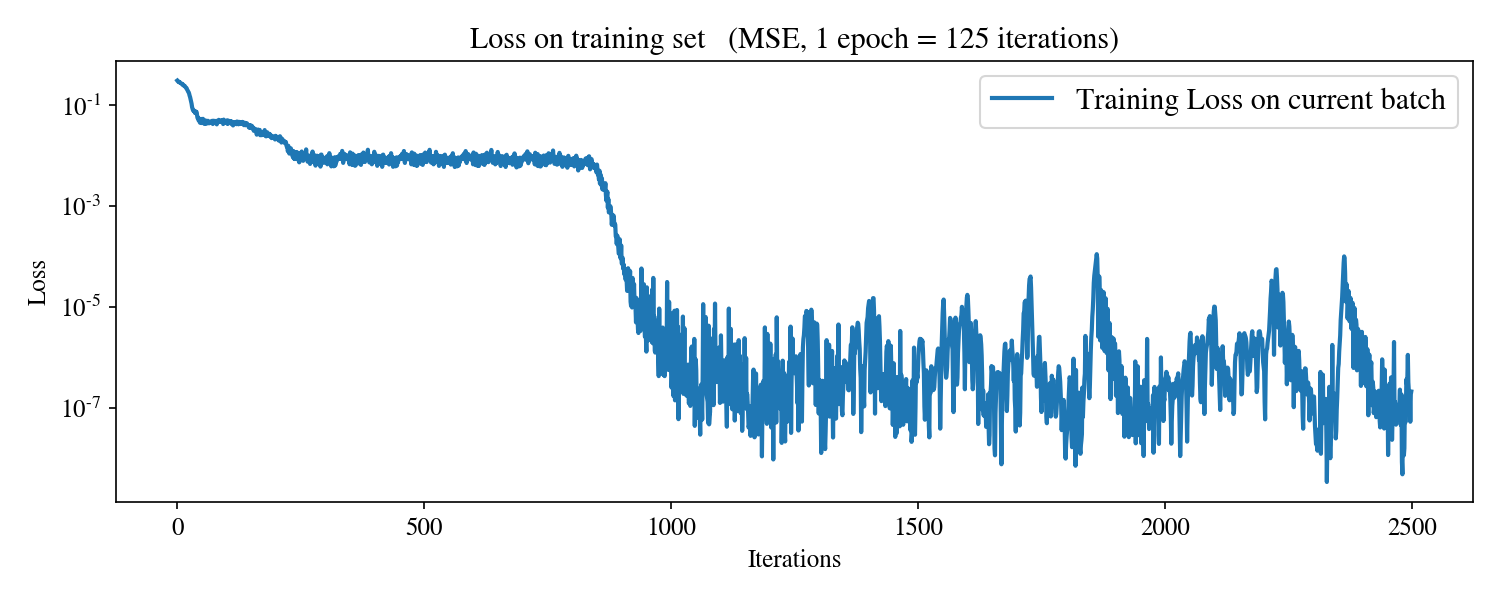 Loss on training set (MSE, 1 epoch = 125 iterations)
Training Loss on current batch
Loss
10-1
10-3
10-5
10-7
0 500 1000 1500 2000 2500
Iterations